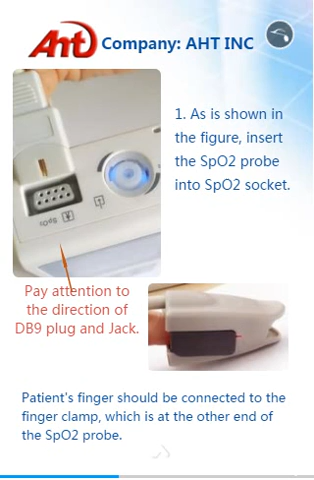 Aht Company: AHT INC
1. As is shown in
the figure, insert
the SpO2 probe
into SpO2 socket.
SpO2
Pay attention to
the direction of
DB9 plug and Jack.
Patient's finger should be connected to the
finger clamp, which is at the other end of
the SpO2 probe.